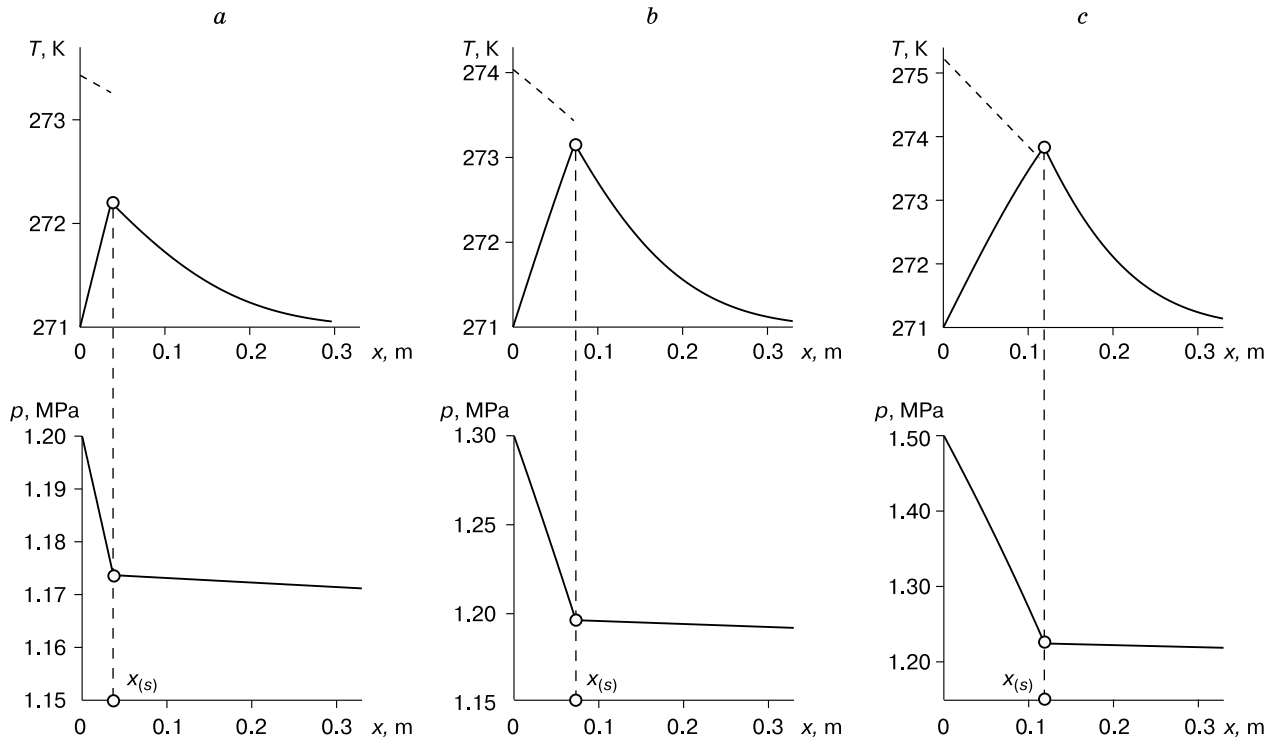 a
T, K
273
272
271
0 0.1 0.2 0.3 x, m
b
T, K
274
273
272
271
0 0.1 0.2 0.3 x, m
c
T, K
275
274
273
272
271
0 0.1 0.2 0.3 x, m
p, MPa
1.20
1.19
1.18
1.17
1.16
1.15
x(s)
0 0.1 0.2 0.3 x, m
p, MPa
1.30
1.25
1.20
1.15
x(s)
0 0.1 0.2 0.3 x, m
p, MPa
1.50
1.40
1.30
1.20
x(s)
0 0.1 0.2 0.3 x, m